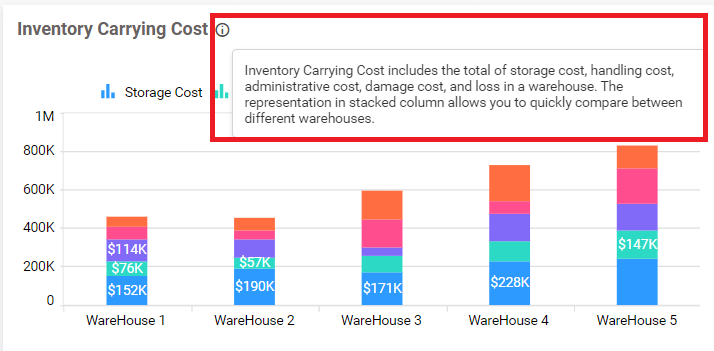 Inventory Carrying Cost
Inventory Carrying Cost includes the total of storage cost, handling cost,
administrative cost, damage cost, and loss in a warehouse. The
representation in stacked column allows you to quickly compare between
different warehouses.
Storage Cost
1M
800K
600K
400K
200K
0
$114K
$76K
$152K
$57K
$190K
$171K
$228K
$147K
WareHouse 1
WareHouse 2
WareHouse 3
WareHouse 4
WareHouse 5